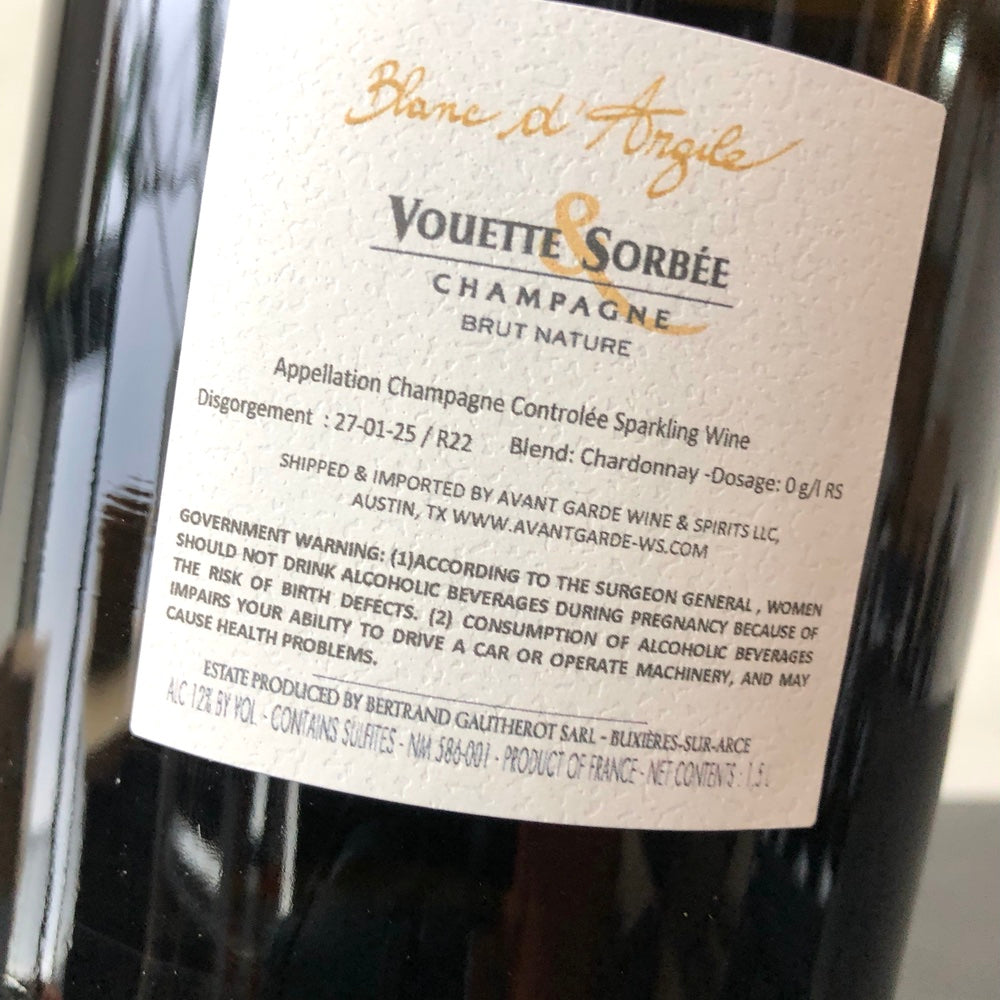 Blanc d'Argile
VOUETTE & SORBÉE
CHAMPAGNE
BRUT NATURE
Appellation Champagne Controlée Sparkling Wine
Disgorgement : 27-01-25 / R22 Blend: Chardonnay -Dosage: 0 g/l RS
SHIPPED & IMPORTED BY AVANT GARDE WINE & SPIRITS LLC,
AUSTIN, TX WWW.AVANTGARDE-WS.COM
GOVERNMENT WARNING: (1)ACCORDING TO THE SURGEON GENERAL , WOMEN
SHOULD NOT DRINK ALCOHOLIC BEVERAGES DURING PREGNANCY BECAUSE OF
THE RISK OF BIRTH DEFECTS. (2) CONSUMPTION OF ALCOHOLIC BEVERAGES
IMPAIRS YOUR ABILITY TO DRIVE A CAR OR OPERATE MACHINERY, AND MAY
CAUSE HEALTH PROBLEMS.
ESTATE PRODUCED BY BERTRAND GAUTHEROT SARL - BUXIÈRES-SUR-ARCE
ALC 12% BY VOL - CONTAINS SULFITES - NM 586-001 - PRODUCT OF FRANCE - NET CONTENTS : 1.5 L